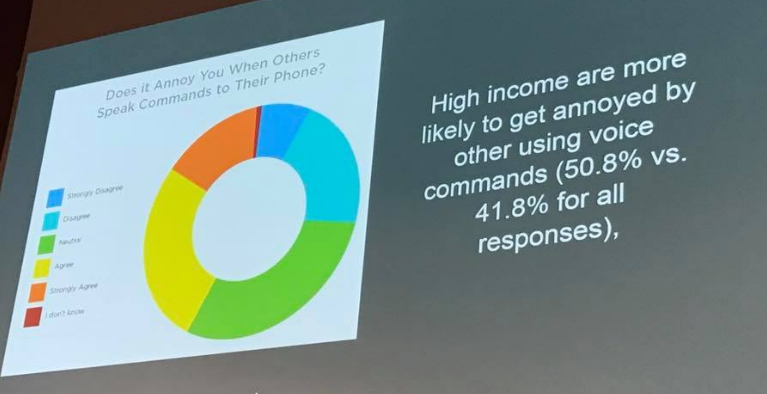 Does it Annoy You When Others
Speak Commands to Their Phone?
Strongly Disagree
Disagree
Neutral
Agree
Strongly Agree
I don't know
High income are more
likely to get annoyed by
other using voice
commands (50.8% vs.
41.8% for all
responses),